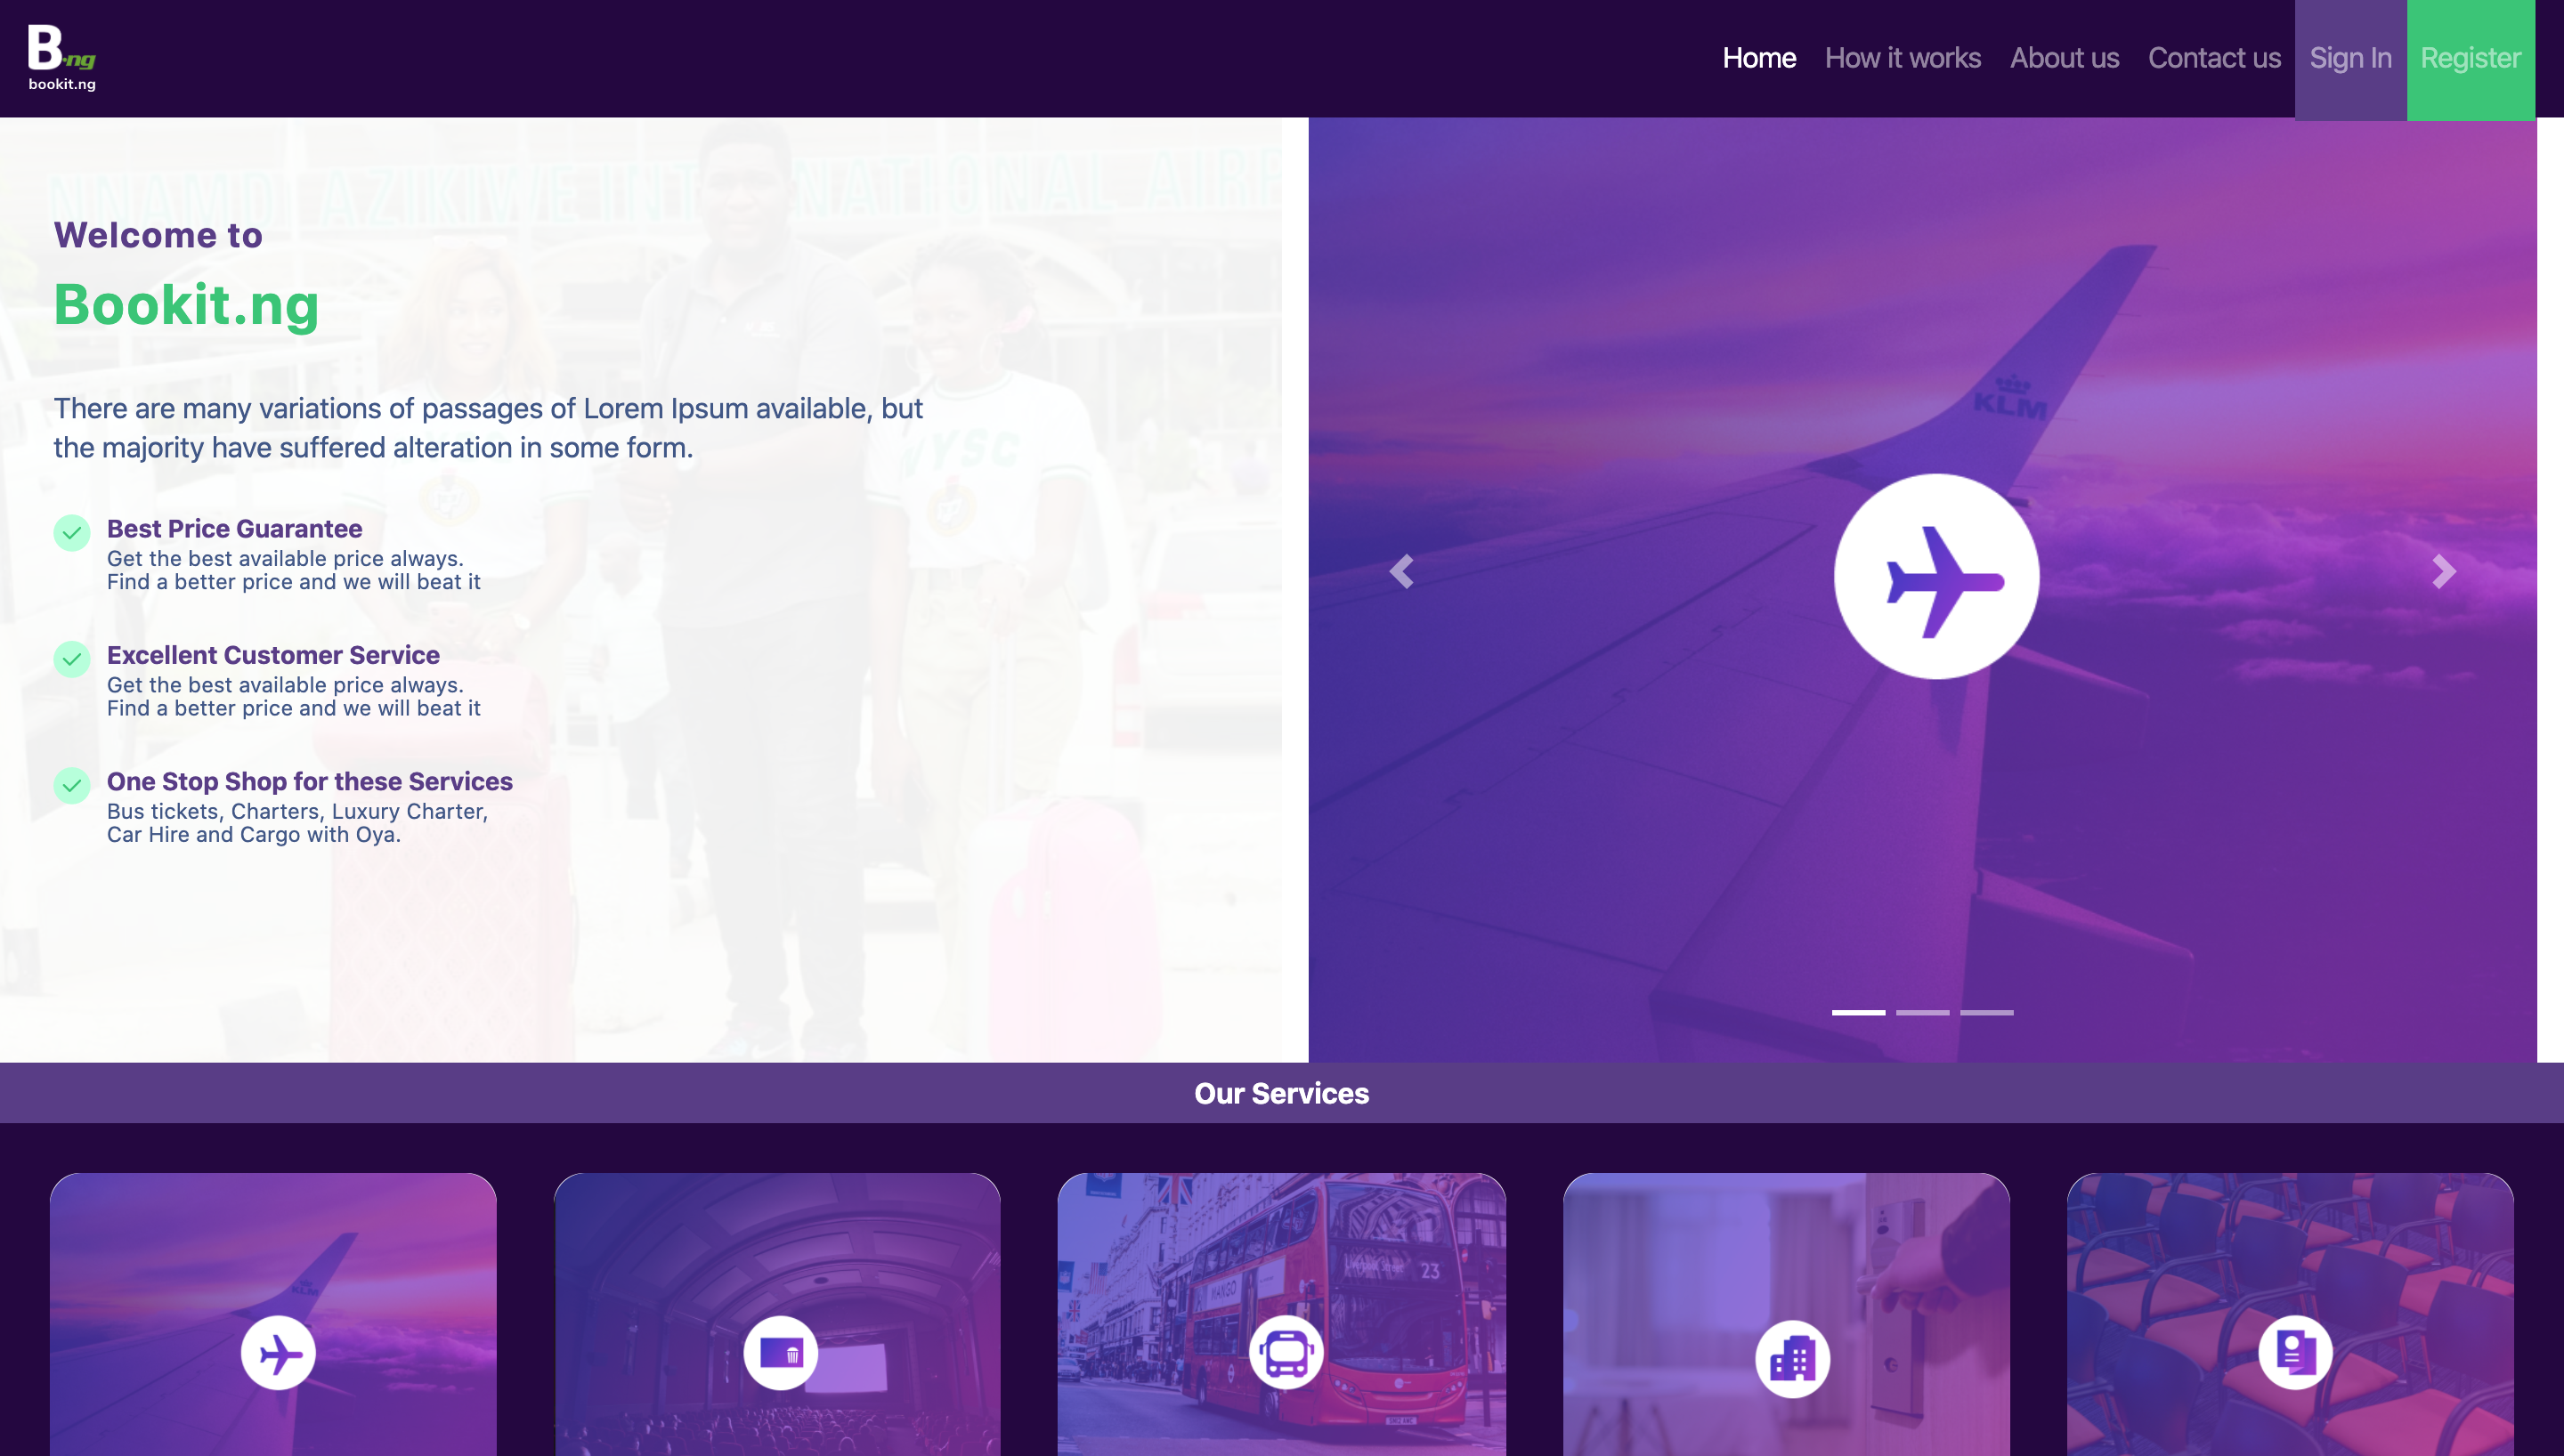 B.ng
bookit.ng
Home How it works About us Contact us Sign In Register
NNAMDI AZIKIWE INTERNATIONAL
Welcome to
Bookit.ng
There are many variations of passages of Lorem Ipsum available, but
the majority have suffered alteration in some form.
NYSC
KLM
Best Price Guarantee
Get the best available price always.
Find a better price and we will beat it
Excellent Customer Service
Get the best available price always.
Find a better price and we will beat it
One Stop Shop for these Services
Bus tickets, Charters, Luxury Charter,
Car Hire and Cargo with Oya.
Our Services
KLM
MANGO
23